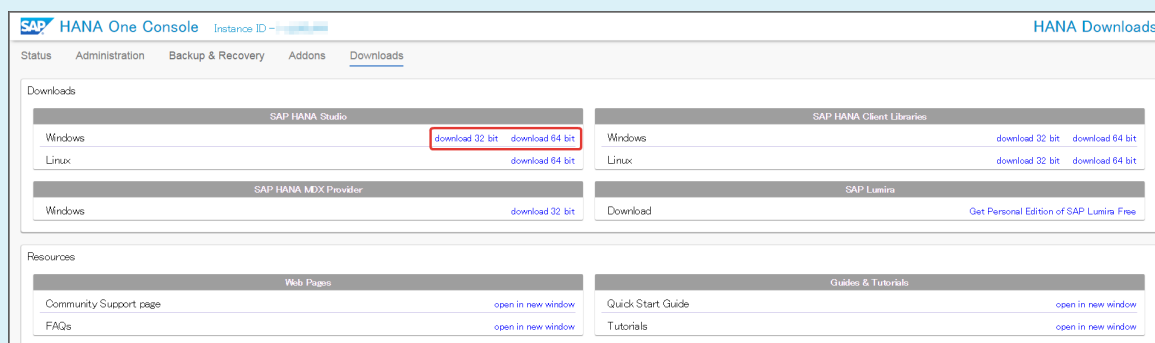 SAP HANA One Console Instance ID - HANA Downloads
Status Administration Backup & Recovery Addons Downloads
Downloads
SAP HANA Studio
Windows download 32 bit download 64 bit
Linux download 64 bit
SAP HANA Client Libraries
Windows download 32 bit download 64 bit
Linux download 32 bit download 64 bit
SAP HANA MDX Provider
Windows download 32 bit
SAP Lumira
Download Get Personal Edition of SAP Lumira Free
Resources
Web Pages
Community Support page open in new window
FAQs open in new window
Guides & Tutorials
Quick Start Guide open in new window
Tutorials open in new window